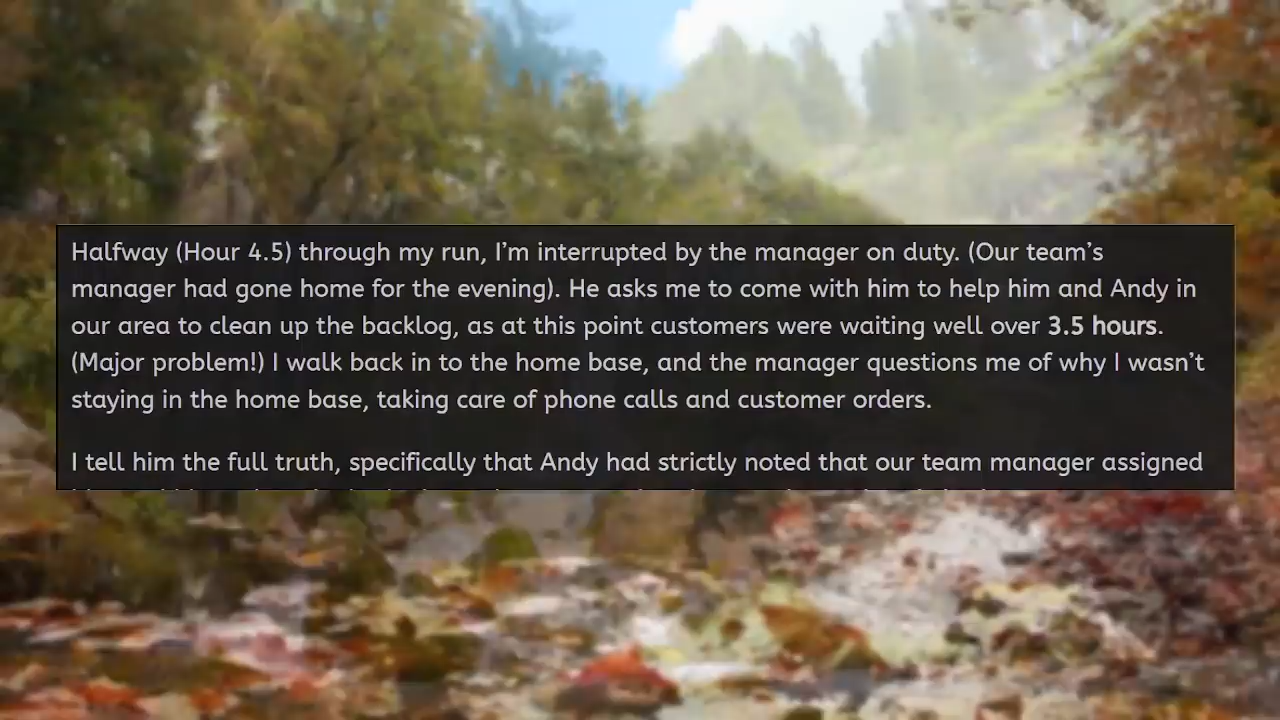 Halfway (Hour 4.5) through my run, I’m interrupted by the manager on duty. (Our team’s
manager had gone home for the evening). He asks me to come with him to help him and Andy in
our area to clean up the backlog, as at this point customers were waiting well over 3.5 hours.
(Major problem!) I walk back in to the home base, and the manager questions me of why I wasn’t
staying in the home base, taking care of phone calls and customer orders.
I tell him the full truth, specifically that Andy had strictly noted that our team manager assigned